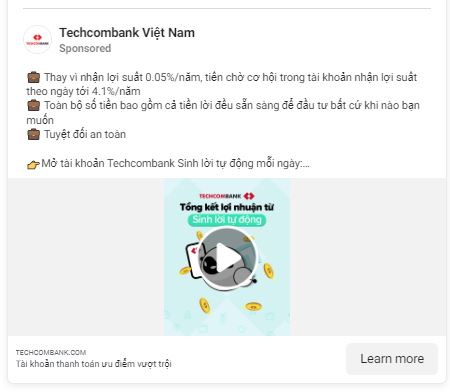 Techcombank Việt Nam
Sponsored
💼 Thay vì nhận lợi suất 0.05%/năm, tiền chờ cơ hội trong tài khoản nhận lợi suất
theo ngày tới 4.1%/năm
💼 Toàn bộ số tiền bao gồm cả tiền lời đều sẵn sàng để đầu tư bất cứ khi nào bạn
muốn
💼 Tuyệt đối an toàn
👉Mở tài khoản Techcombank Sinh lời tự động mỗi ngày:...
TECHCOMBANK
Tổng kết lợi nhuận từ
Sinh lời tự động
TECHCOMBANK.COM
Tài khoản thanh toán ưu điểm vượt trội
Learn more